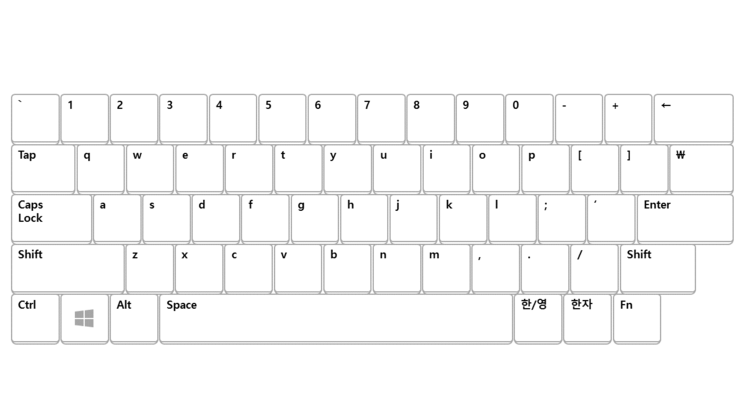 ` 1 2 3 4 5 6 7 8 9 0 - + ←
Tap q w e r t y u i o p [ ] ₩
Caps Lock a s d f g h j k l ; ‘ Enter
Shift z x c v b n m , . / Shift
Ctrl Alt Space 한/영 한자 Fn